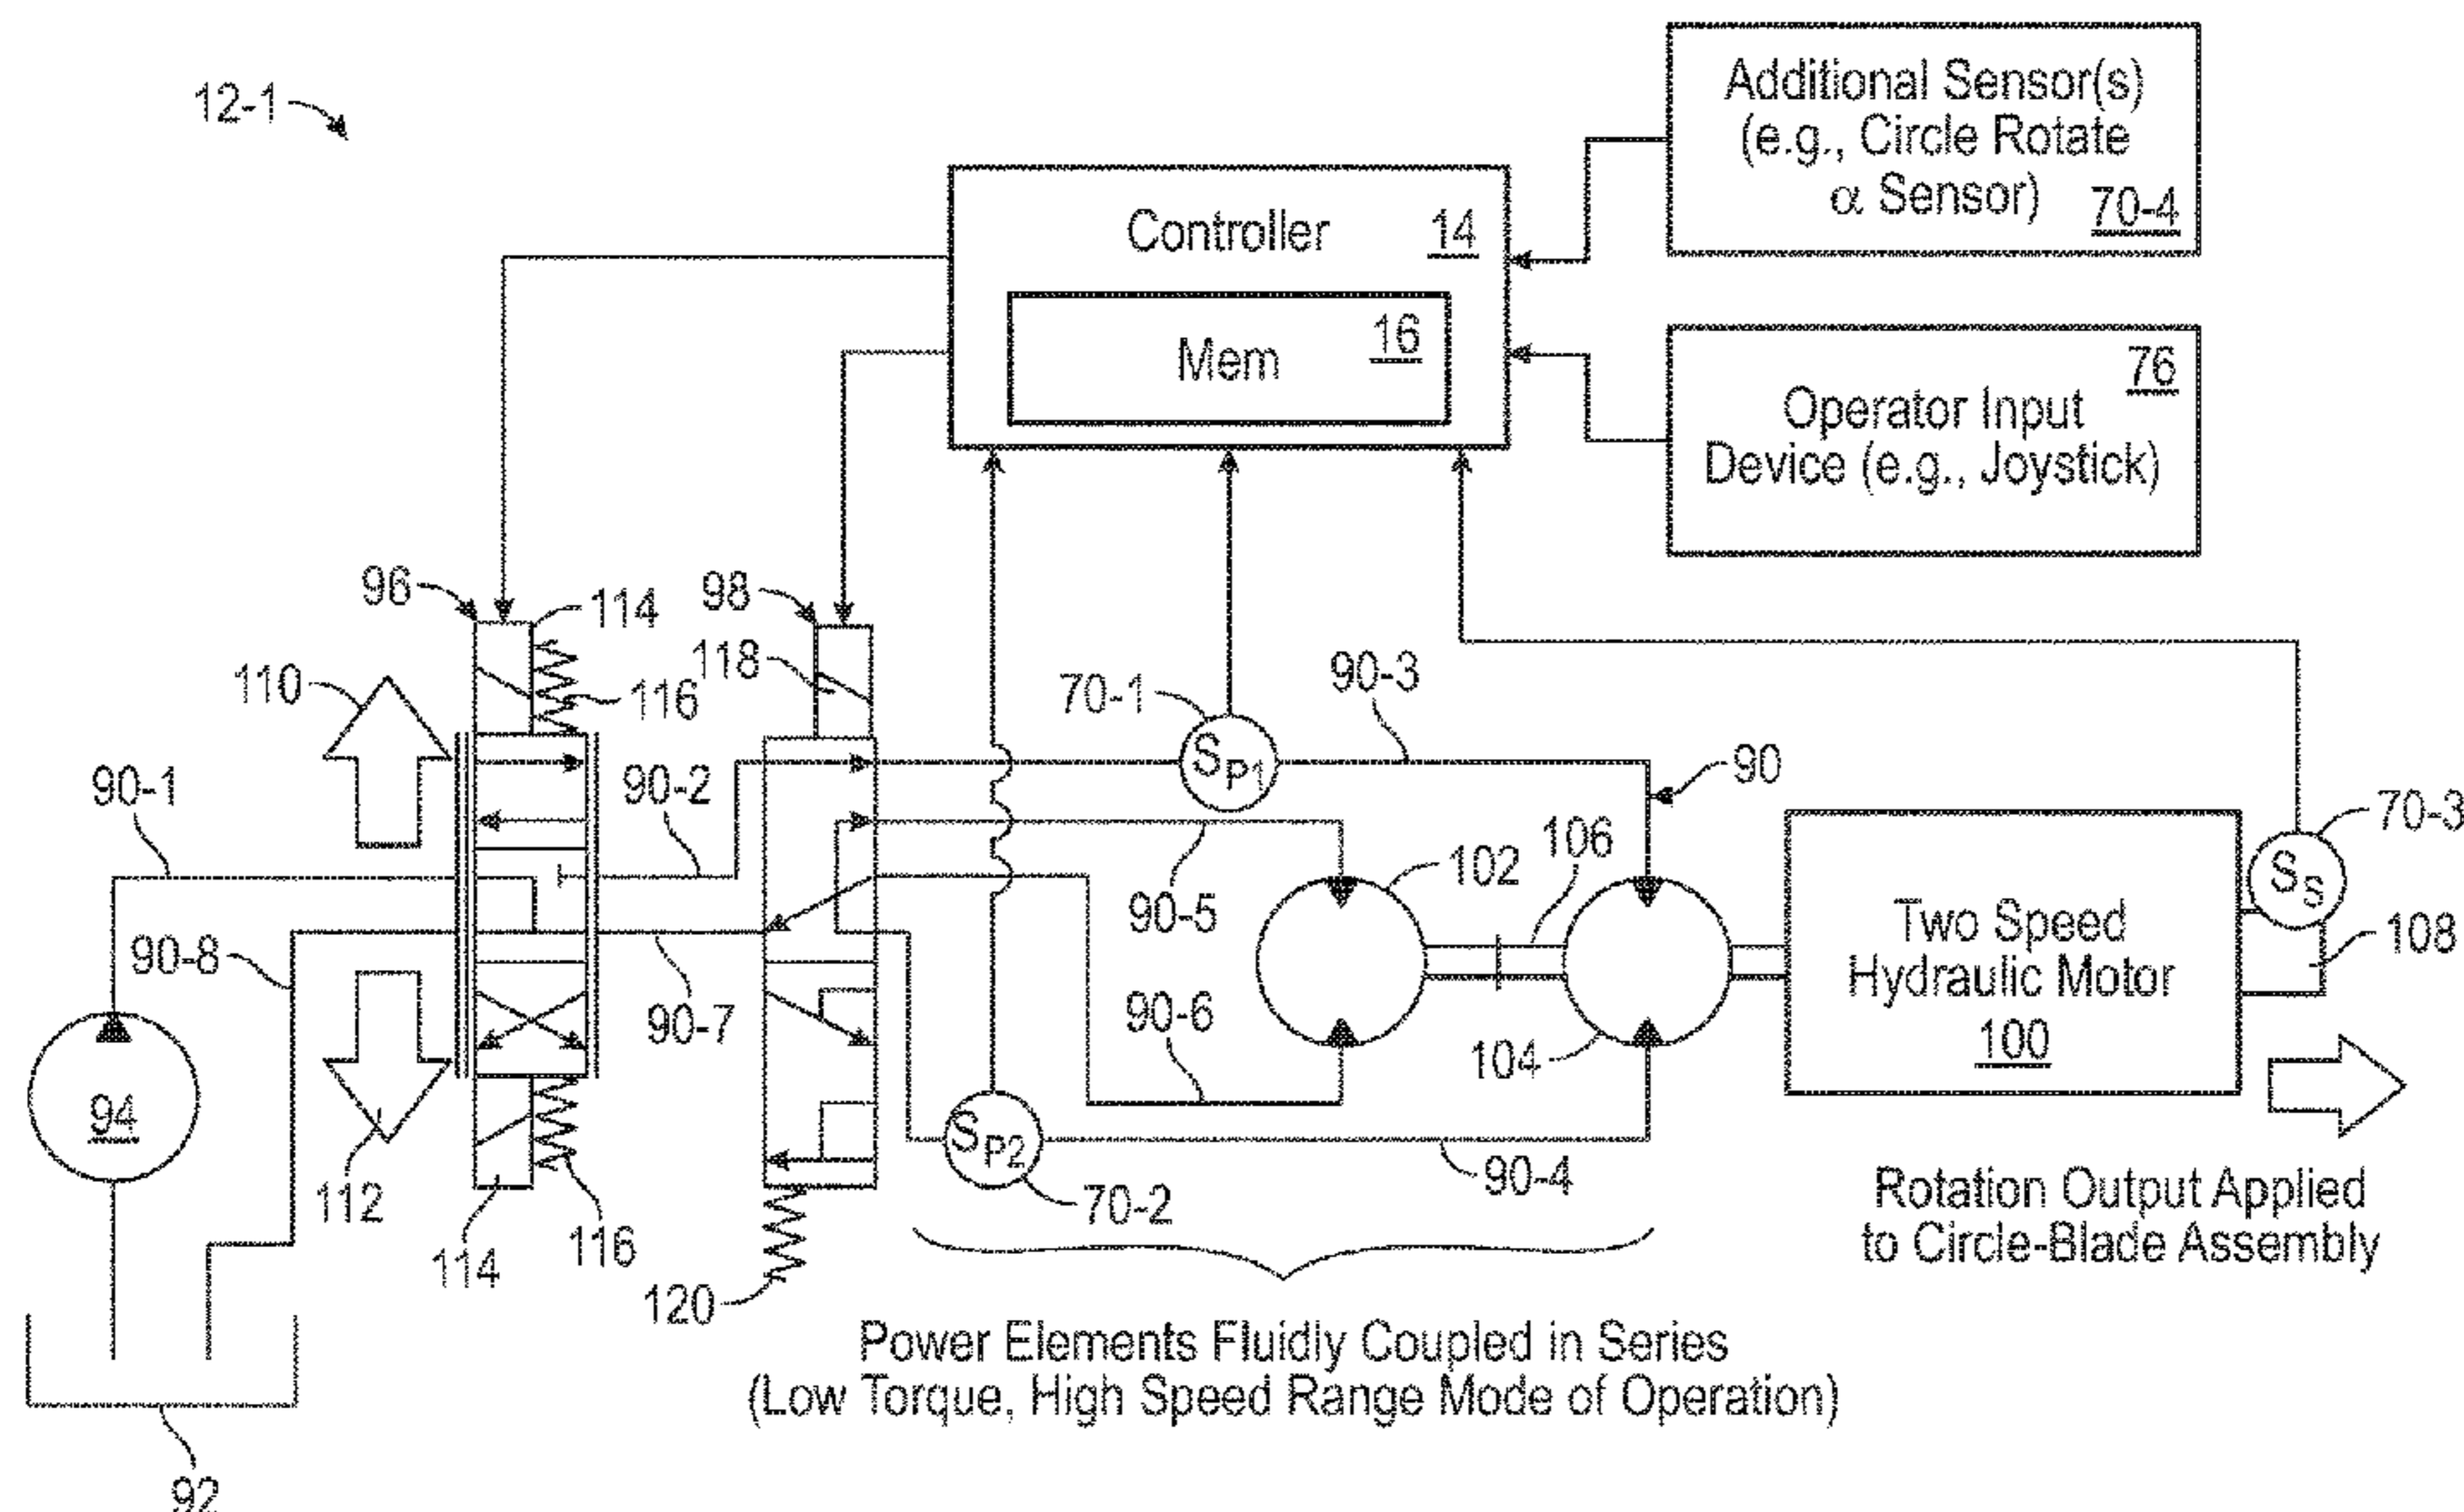 12-1
Additional Sensor(s)
(e.g., Circle Rotate
α Sensor)
70-4
Controller
14
Mem
16
76
Operator Input
Device (e.g., Joystick)
96
114
98
118
110
116
70-1
90-3
90-1
90-2
SP1
90
70-3
SS
102
106
90-5
90-8
Two Speed
Hydraulic Motor
100
108
90-7
90-6
104
94
SP2
112
114
116
70-2
90-4
120
Rotation Output Applied
to Circle-Blade Assembly
Power Elements Fluidly Coupled in Series
(Low Torque, High Speed Range Mode of Operation)
92